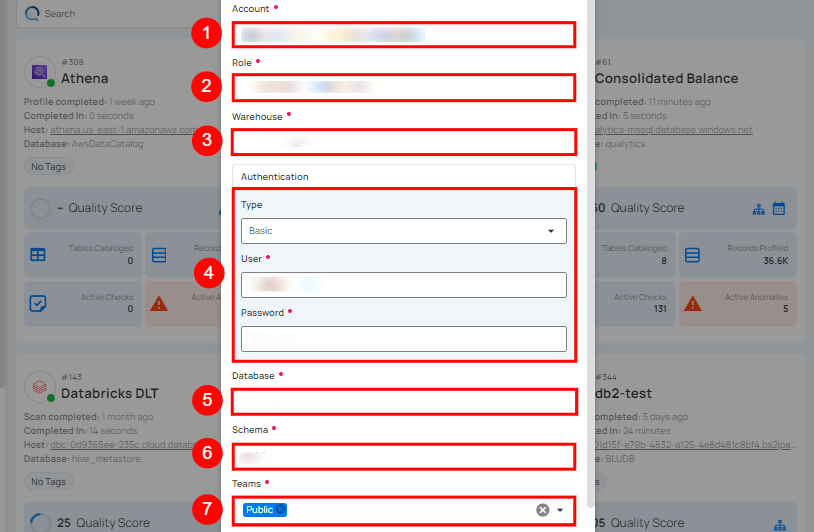 Search
#308
Athena
Profile completed: 1 week ago
Completed In: 0 seconds
Host: athena.us-east-1.amazonaws.com
Database: AwsDataCatalog
No Tags
– Quality Score
Tables Cataloged
0
Records
Active Checks
0
Active A
#143
Databricks DLT
Scan completed: 1 month ago
Completed In: 14 seconds
Host: dbc-0d9365ee-235c.cloud.datab
Database: hive_metastore
No Tags
25 Quality Score
Account •
1
Role •
2
Warehouse •
3
Authentication
Type
Basic
4
User •
Password •
Database •
5
Schema •
6
Teams •
7
Public
#61
Consolidated Balance
completed: 11 minutes ago
ed In: 5 seconds
alytics-mssql.database.windows.net
e: qualytics
60 Quality Score
Tables Cataloged
8
Records Profiled
36.6K
Active Checks
131
Active Anomalies
5
#344
db2-test
ompleted: 5 days ago
ed In: 24 minutes
01d15f-e79b-4832-a125-4e8d481c8bf4.bs2ipa...
e: BLUDB
s
05 Quality Score